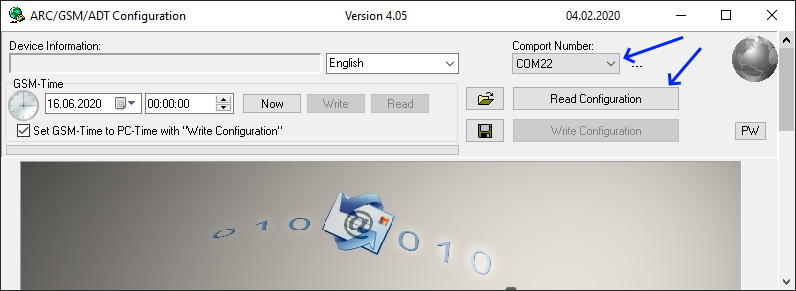 ARC/GSM/ADT Configuration Version 4.05 04.02.2020
Device Information: Comport Number:
English COM22 ...
GSM-Time
16.06.2020 00:00:00 Now Write Read Read Configuration
Set GSM-Time to PC-Time with "Write Configuration" Write Configuration PW
0 1 0 @ 0 1 0